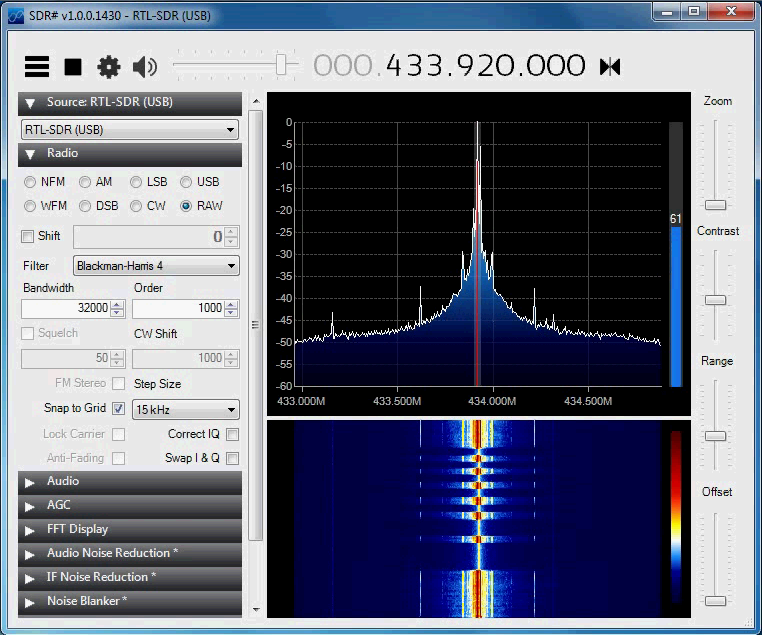 SDR# v1.0.0.1430 - RTL-SDR (USB)
000.433.920.000
Source: RTL-SDR (USB)
RTL-SDR (USB)
Radio
NFM AM LSB USB
WFM DSB CW RAW
Shift 0
Filter Blackman-Harris 4
Bandwidth Order
32000 1000
Squelch CW Shift
50 1000
FM Stereo Step Size
Snap to Grid 15 kHz
Lock Carrier Correct IQ
Anti-Fading Swap I & Q
Audio
AGC
FFT Display
Audio Noise Reduction *
IF Noise Reduction *
Noise Blanker *
0
-5
-10
-15
-20
-25
-30
-35
-40
-45
-50
-55
-60
433.000M 433.500M 434.000M 434.500M
61
Zoom
Contrast
Range
Offset